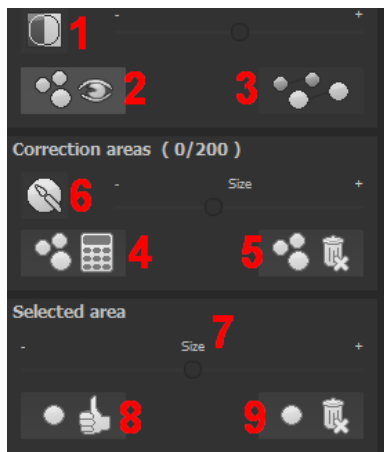 - +
1
2 3
Correction areas ( 0/200 )
6 - Size +
4 5
Selected area
7
- Size +
8 9